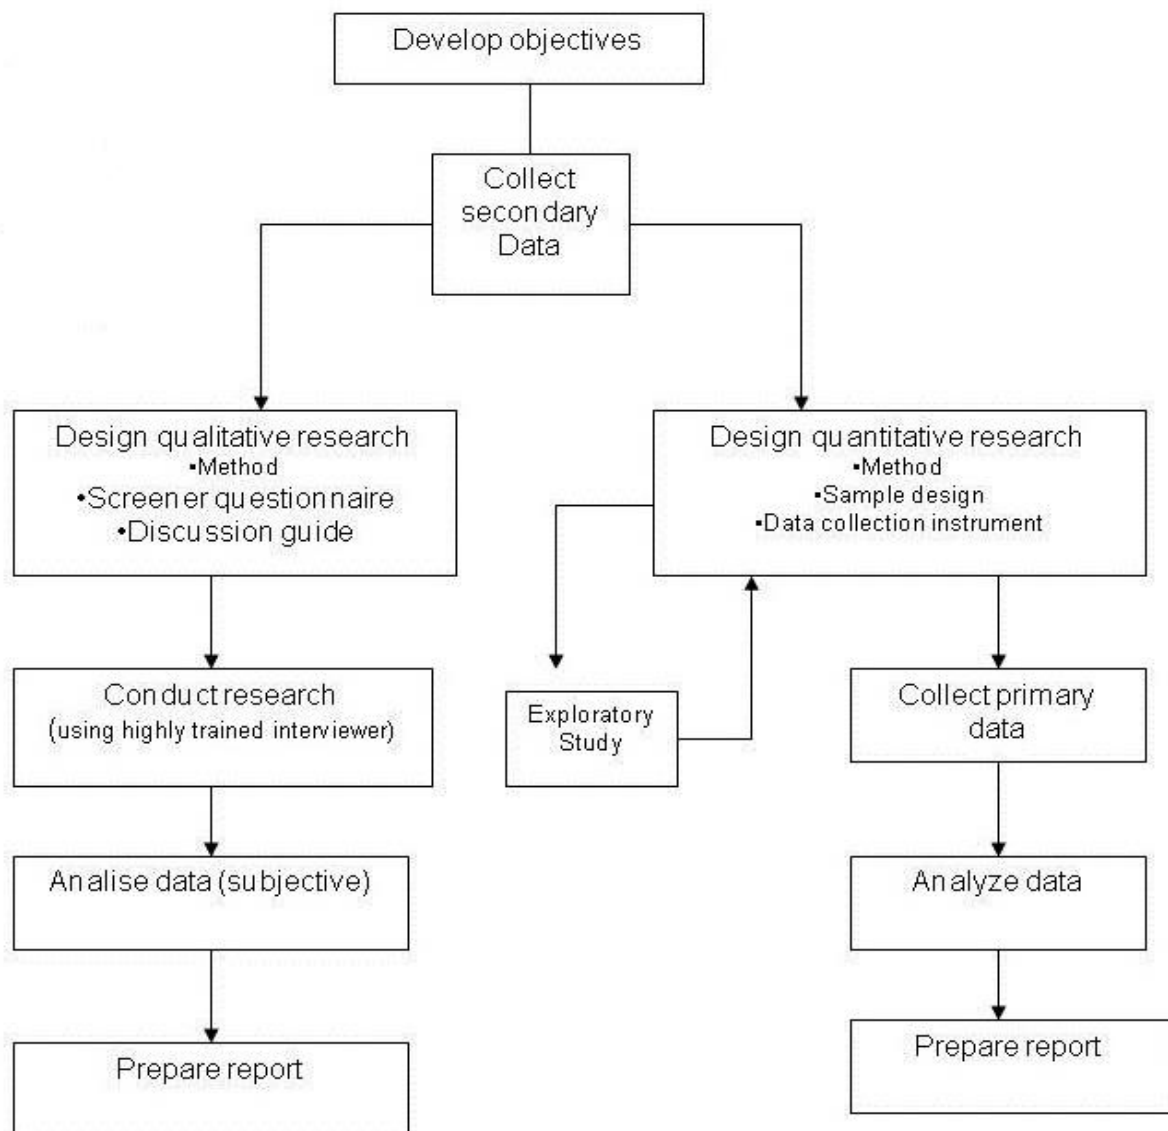 Develop objectives
Collect
secondary
Data
Design qualitative research
▪Method
•Screener questionnaire
•Discussion guide
Design quantitative research
▪Method
▪Sample design
▪Data collection instrument
Conduct research
(using highly trained interviewer)
Exploratory
Study
Collect primary
data
Analise data (subjective)
Analyze data
Prepare report
Prepare report